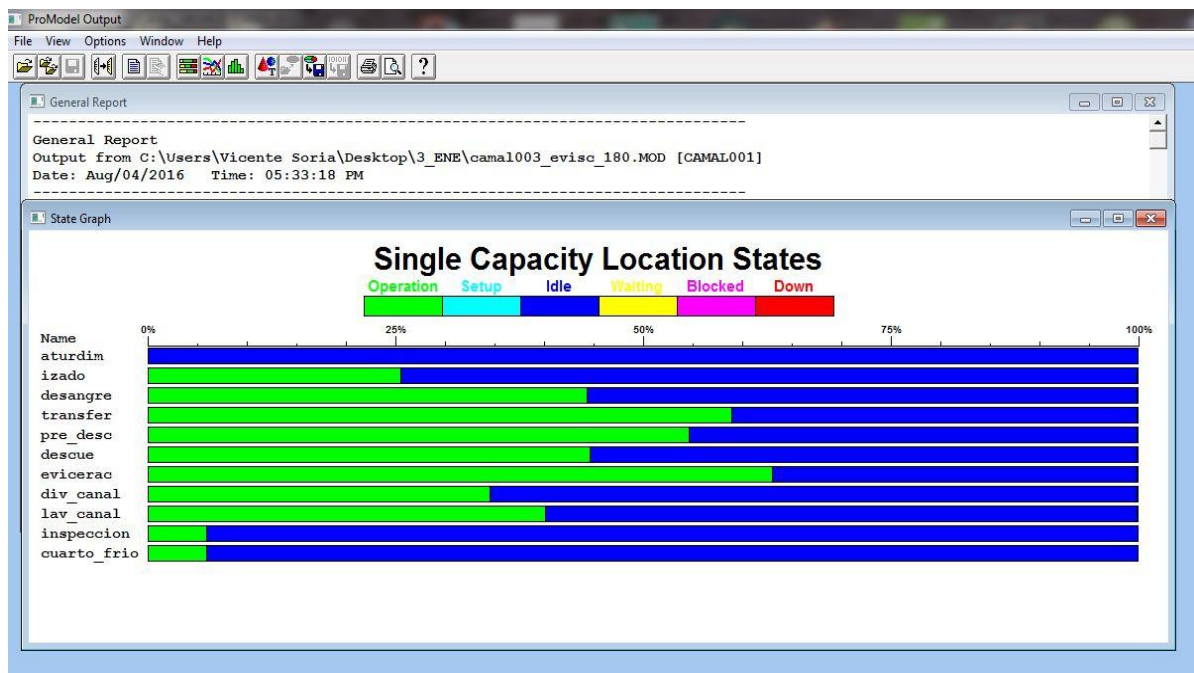 ProModel Output
File View Options Window Help
General Report
--------------------------------------------------------------------------------
General Report
Output from C:\Users\Vicente Soria\Desktop\3_ENE\camal003_evisc_180.MOD [CAMAL001]
Date: Aug/04/2016 Time: 05:33:18 PM
--------------------------------------------------------------------------------
State Graph
Single Capacity Location States
Operation Setup Idle Waiting Blocked Down
Name 0% 25% 50% 75% 100%
aturdim
izado
desangre
transfer
pre_desc
descue
evicerac
div_canal
lav_canal
inspeccion
cuarto_frio